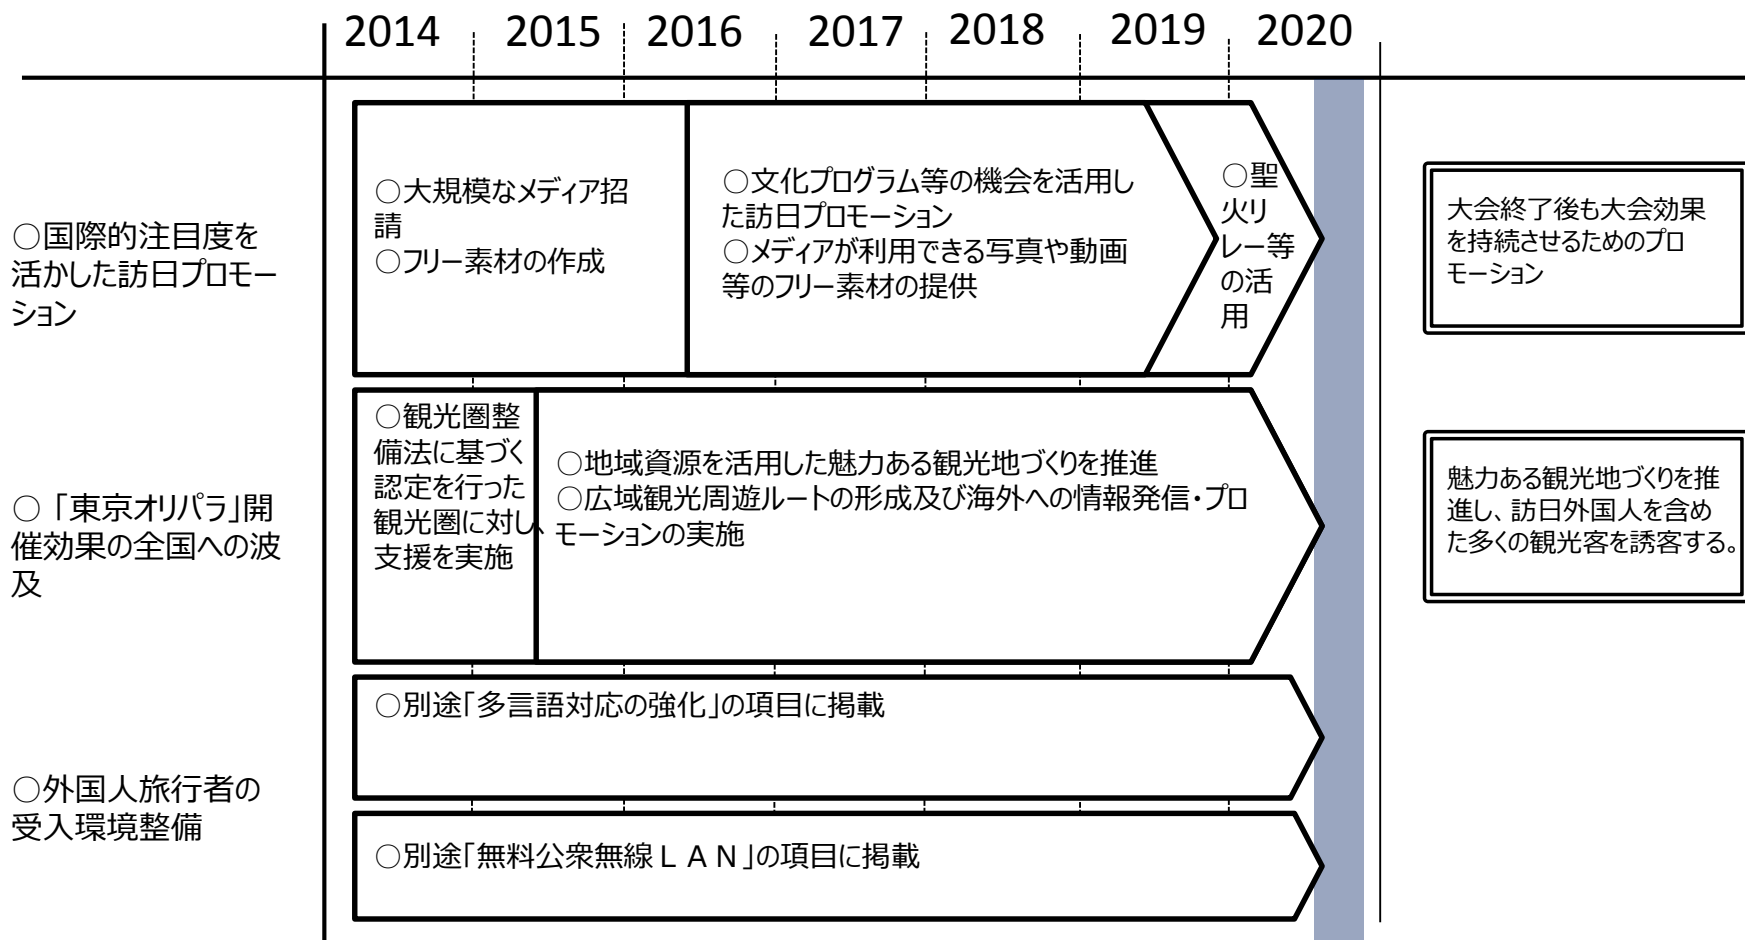 2014
2015
2016
2017
2018
2019
2020
○国際的注目度を
活かした訪日プロモー
ション
○大規模なメディア招
請
○フリー素材の作成
○文化プログラム等の機会を活用し
た訪日プロモーション
○メディアが利用できる写真や動画
等のフリー素材の提供
○聖
火リ
レー等
の活
用
大会終了後も大会効果
を持続させるためのプロ
モーション
○「東京オリパラ」開
催効果の全国への波
及
○観光圏整
備法に基づく
認定を行った
観光圏に対し、
支援を実施
○地域資源を活用した魅力ある観光地づくりを推進
○広域観光周遊ルートの形成及び海外への情報発信・プロ
モーションの実施
魅力ある観光地づくりを推
進し、訪日外国人を含め
た多くの観光客を誘客する。
○外国人旅行者の
受入環境整備
○別途「多言語対応の強化」の項目に掲載
○別途「無料公衆無線ＬＡＮ」の項目に掲載